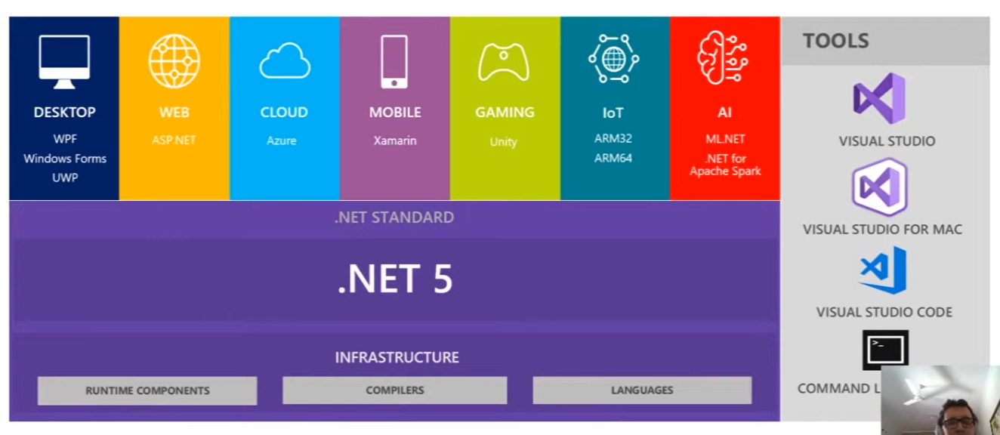 DESKTOP
WPF
Windows Forms
UWP
WEB
ASP.NET
CLOUD
Azure
MOBILE
Xamarin
GAMING
Unity
IoT
ARM32
ARM64
AI
ML.NET
.NET for
Apache Spark
.NET STANDARD
.NET 5
INFRASTRUCTURE
RUNTIME COMPONENTS
COMPILERS
LANGUAGES
TOOLS
VISUAL STUDIO
VISUAL STUDIO FOR MAC
VISUAL STUDIO CODE
>_
COMMAND L